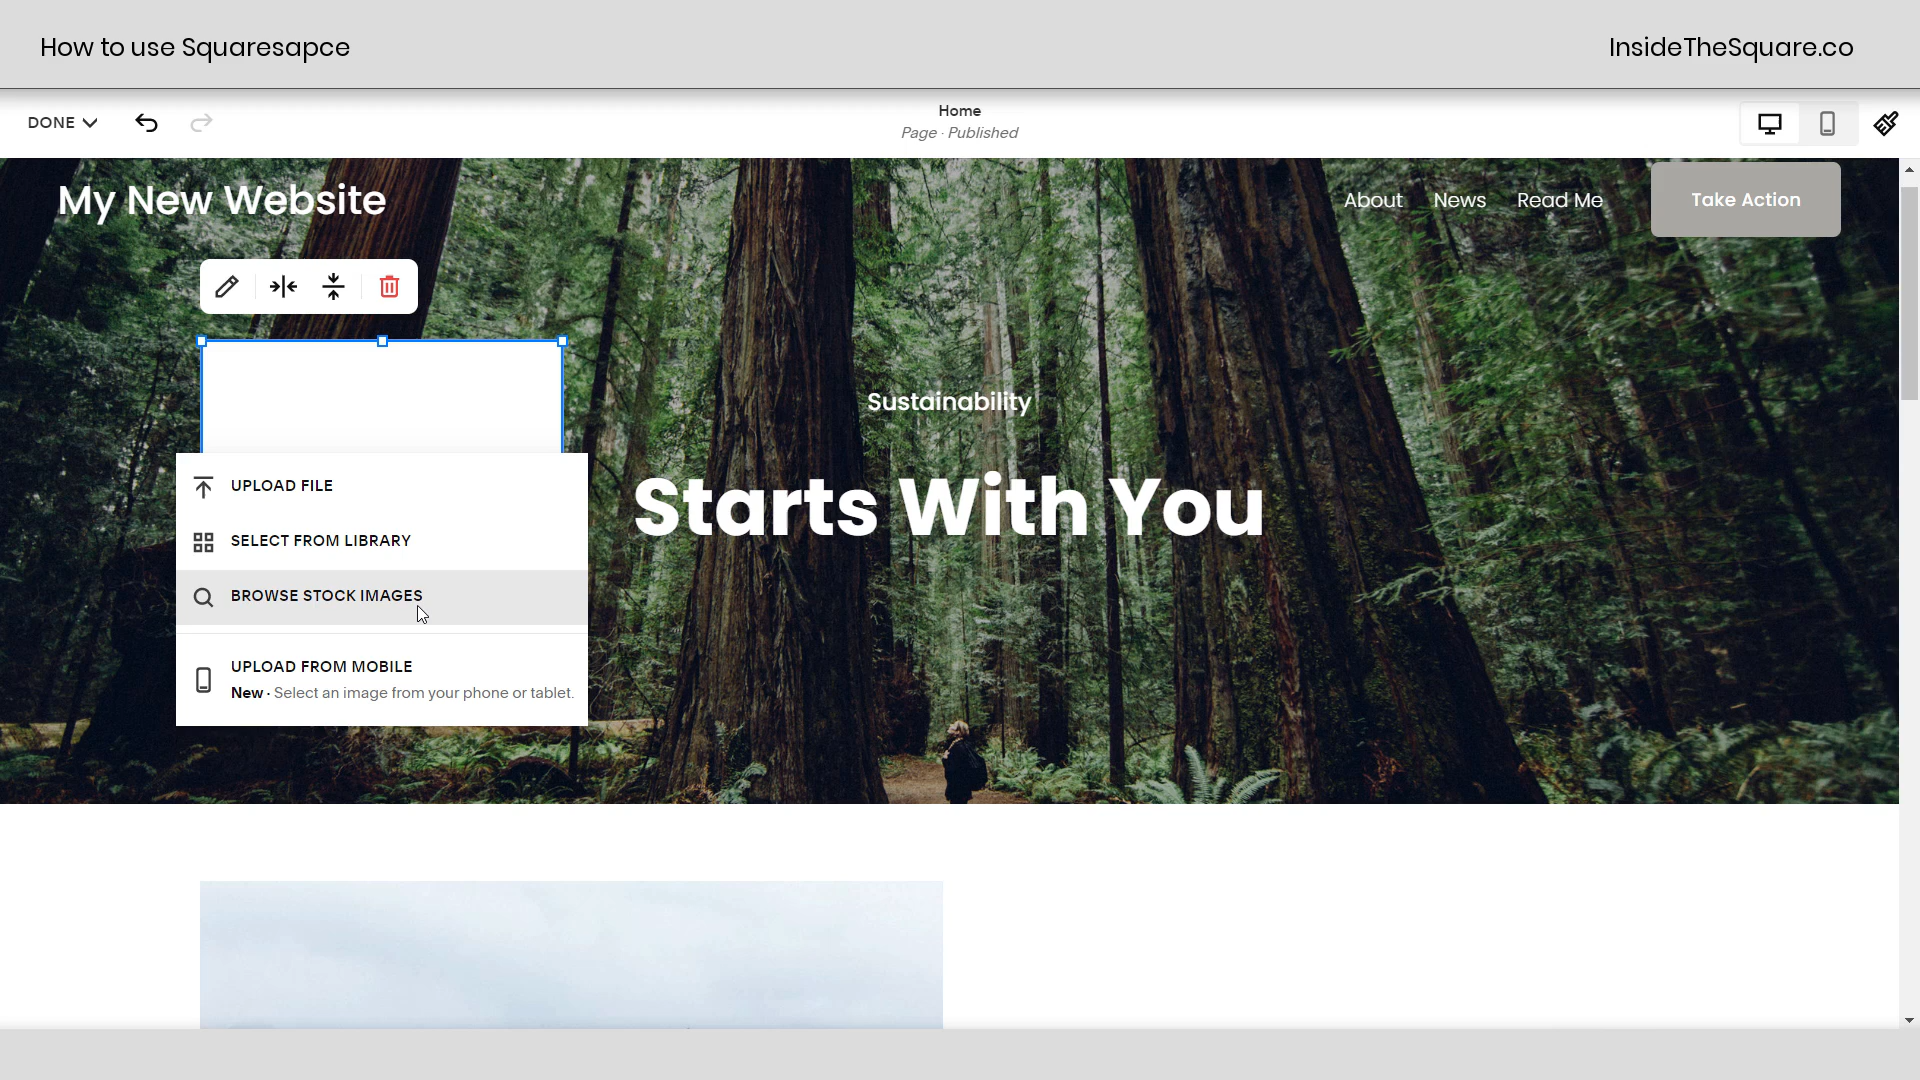 How to use Squaresapce
InsideTheSquare.co
DONE
Home
Page · Published
My New Website
About News Read Me Take Action
Sustainability
Starts With You
UPLOAD FILE
SELECT FROM LIBRARY
BROWSE STOCK IMAGES
UPLOAD FROM MOBILE
New · Select an image from your phone or tablet.